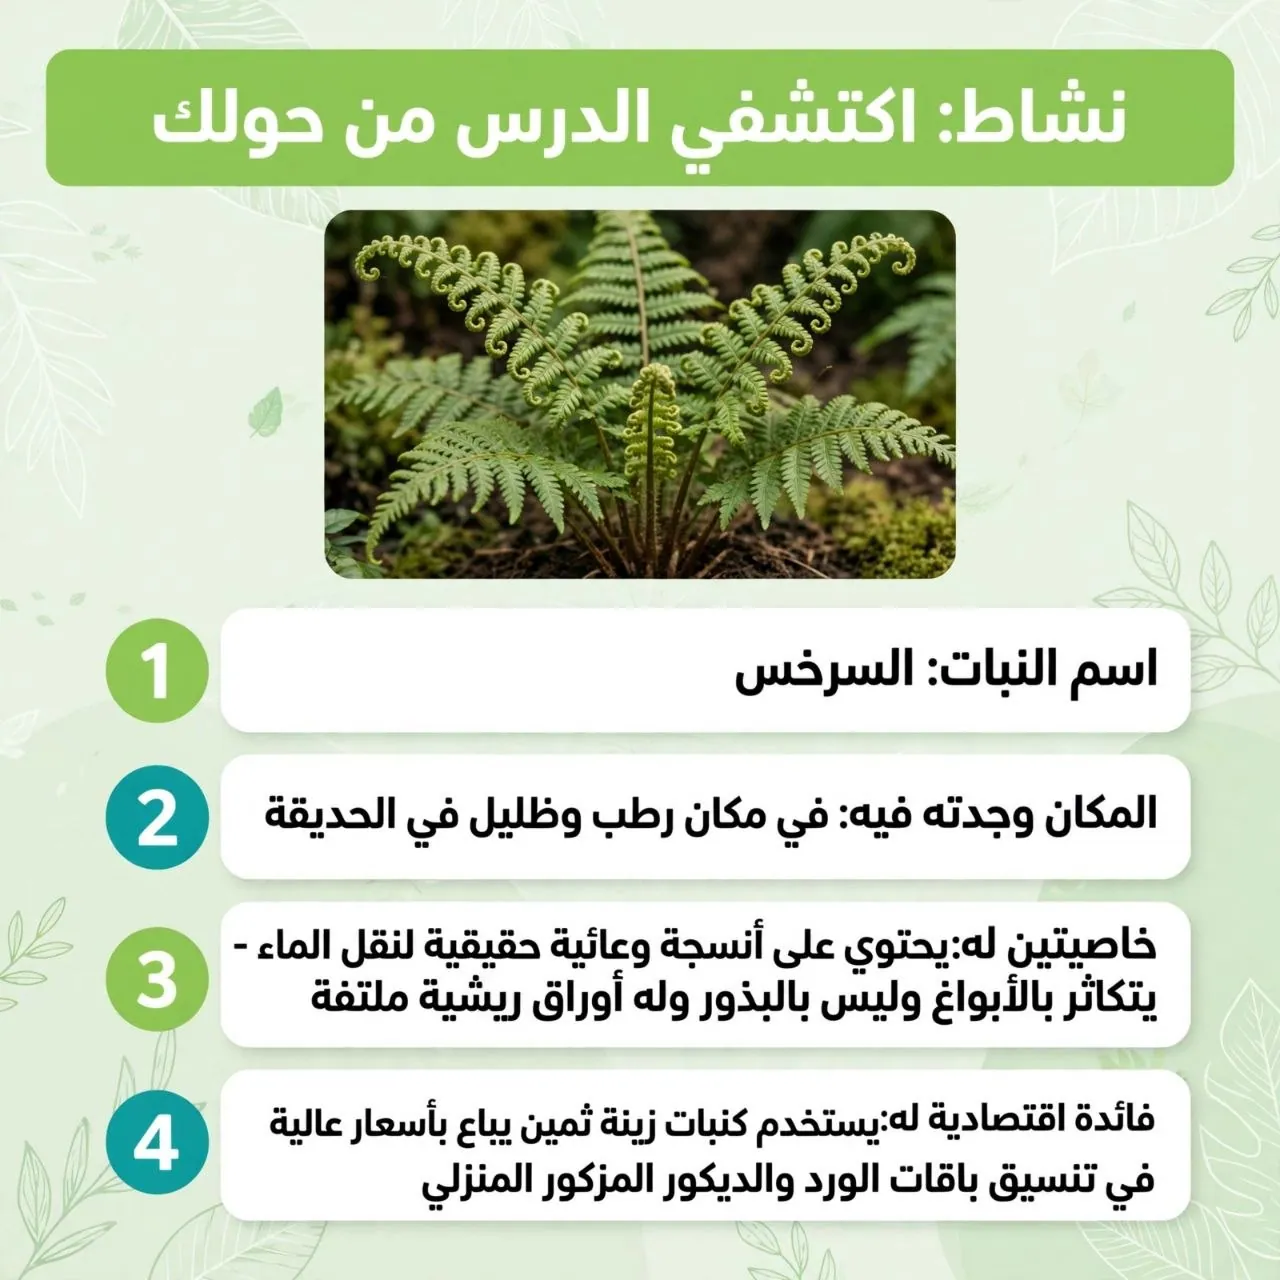 نشاط: اكتشفي الدرس من حولك
1
اسم النبات: السرخس
2
المكان وجدته فيه: في مكان رطب وظليل في الحديقة
3
خاصيتين له:يحتوي على أنسجة وعائية حقيقية لنقل الماء -
يتكاثر بالأبواغ وليس بالبذور وله أوراق ريشية ملتفة
4
فائدة اقتصادية له:يستخدم كنبات زينة ثمين يباع بأسعار عالية
في تنسيق باقات الورد والديكور المزكور المنزلي